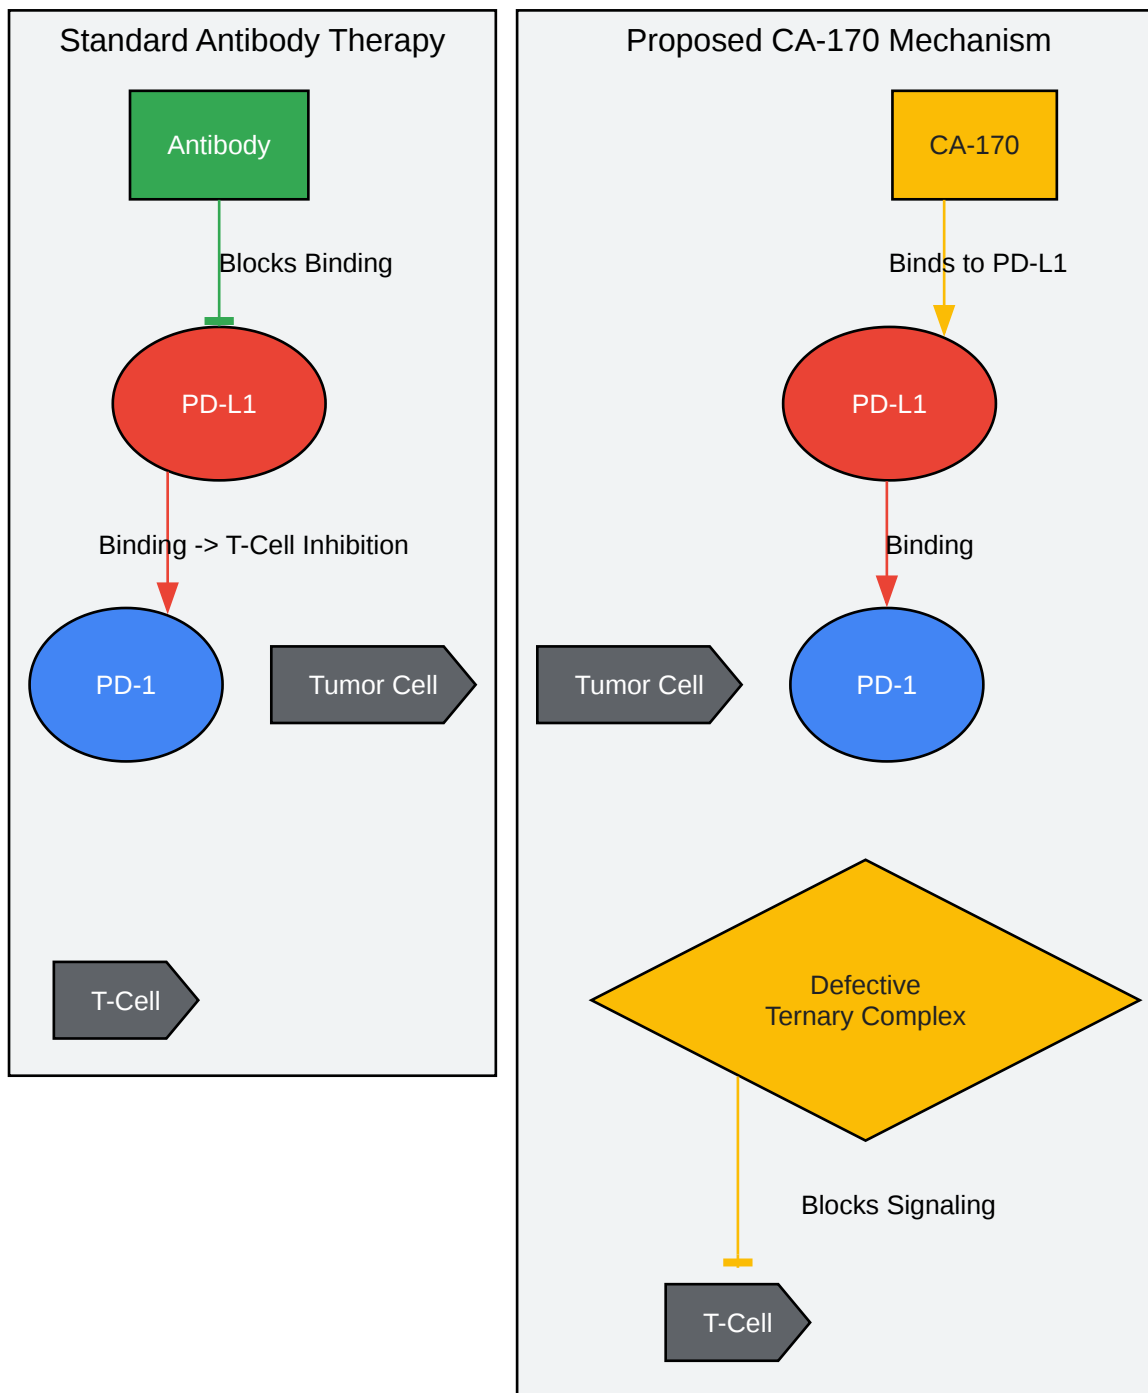 Standard Antibody Therapy
Antibody
Blocks Binding
PD-L1
Binding -> T-Cell Inhibition
PD-1
Tumor Cell
T-Cell
Proposed CA-170 Mechanism
CA-170
Binds to PD-L1
PD-L1
Binding
Tumor Cell
PD-1
Defective
Ternary Complex
Blocks Signaling
T-Cell